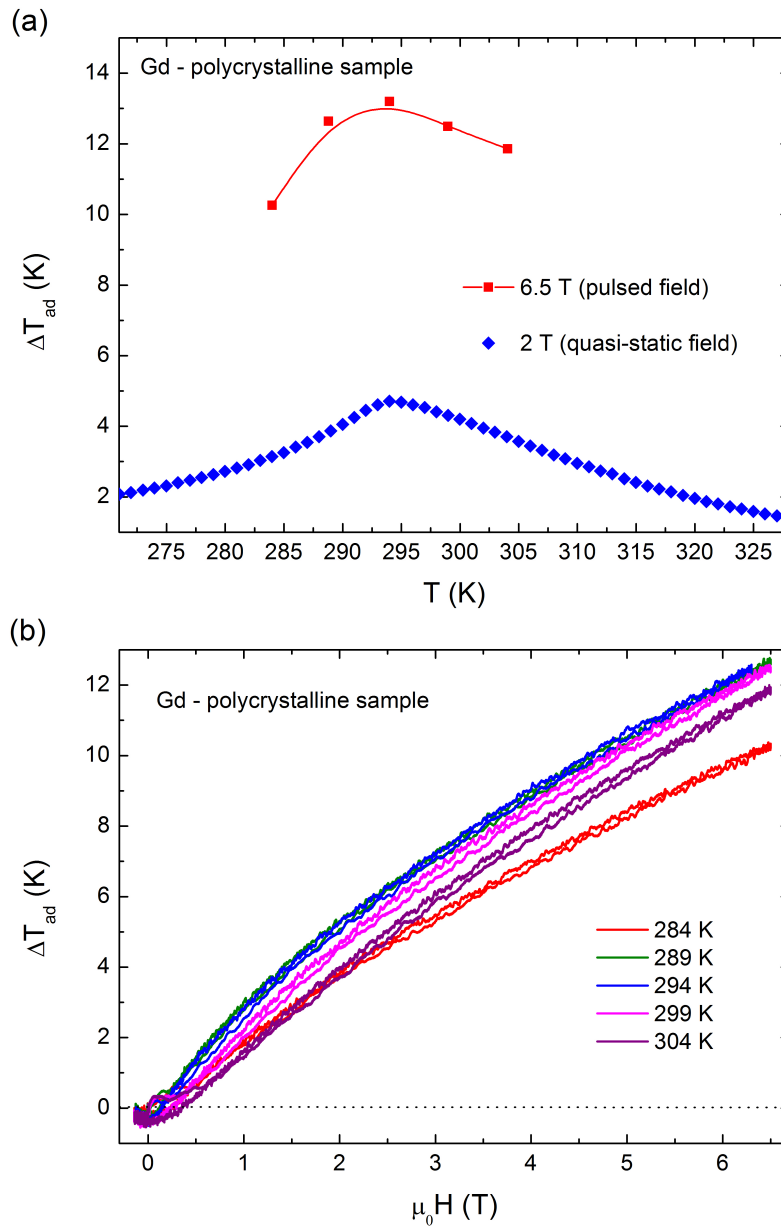 (a)
Gd - polycrystalline sample
14
12
10
8
6
4
2
ΔT_ad (K)
6.5 T (pulsed field)
2 T (quasi-static field)
275 280 285 290 295 300 305 310 315 320 325
T (K)
(b)
Gd - polycrystalline sample
12
10
8
6
4
2
0
ΔT_ad (K)
284 K
289 K
294 K
299 K
304 K
0 1 2 3 4 5 6
μ₀H (T)